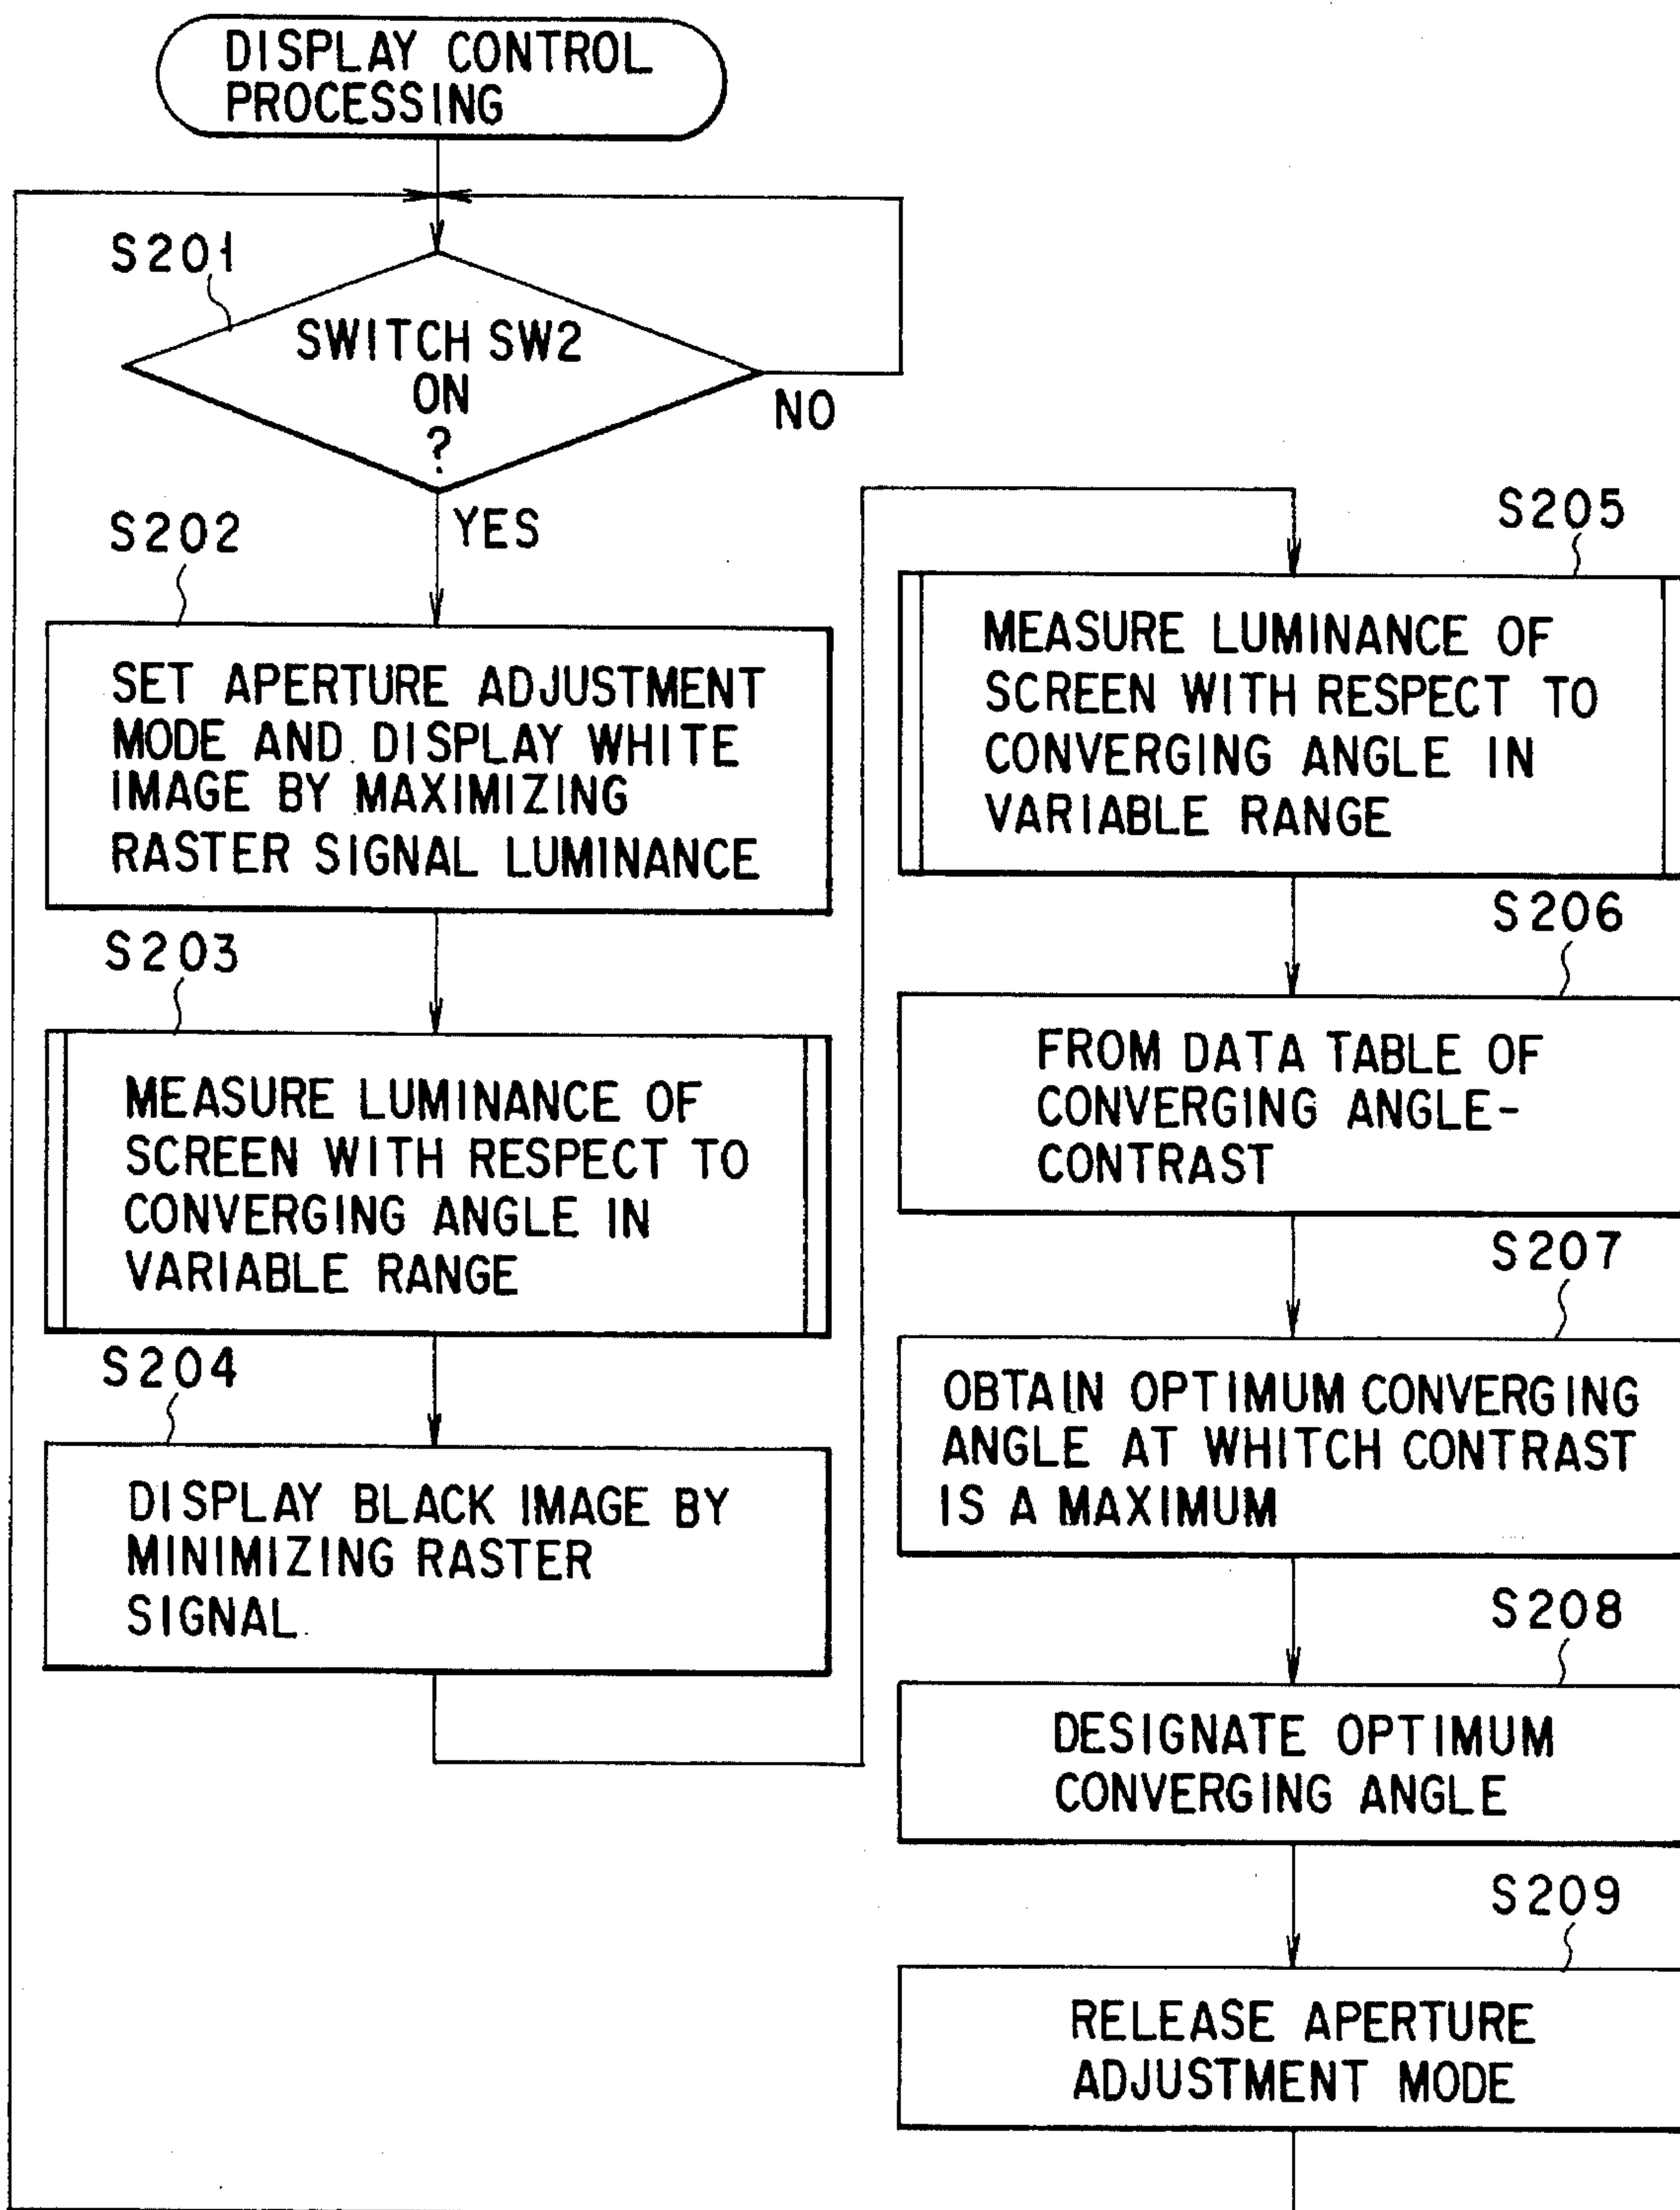 DISPLAY CONTROL
PROCESSING
S201
SWITCH SW2
ON
?
NO
YES
S202
SET APERTURE ADJUSTMENT
MODE AND DISPLAY WHITE
IMAGE BY MAXIMIZING
RASTER SIGNAL LUMINANCE
S203
MEASURE LUMINANCE OF
SCREEN WITH RESPECT TO
CONVERGING ANGLE IN
VARIABLE RANGE
S204
DISPLAY BLACK IMAGE BY
MINIMIZING RASTER
SIGNAL
S205
MEASURE LUMINANCE OF
SCREEN WITH RESPECT TO
CONVERGING ANGLE IN
VARIABLE RANGE
S206
FROM DATA TABLE OF
CONVERGING ANGLE-
CONTRAST
S207
OBTAIN OPTIMUM CONVERGING
ANGLE AT WHITCH CONTRAST
IS A MAXIMUM
S208
DESIGNATE OPTIMUM
CONVERGING ANGLE
S209
RELEASE APERTURE
ADJUSTMENT MODE